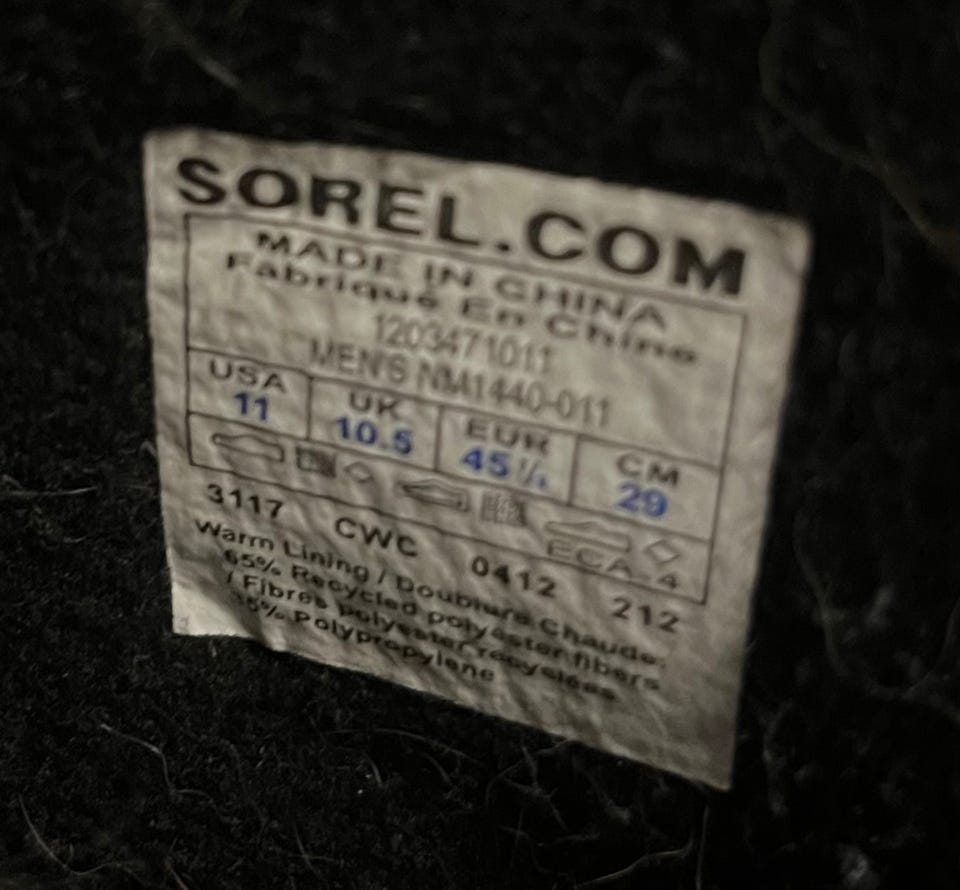 SOREL.COM
MADE IN CHINA
Fabriqué En Chine
1203471011
MEN'S NM1440-011
USA UK EUR CM
11 10.5 45 29
ECA-4
3117 CWC 0412 212
Warm Lining / Doublure Chaude:
65% Recycled polyester fibers
/ Fibres polyester recyclées
35% Polypropylene